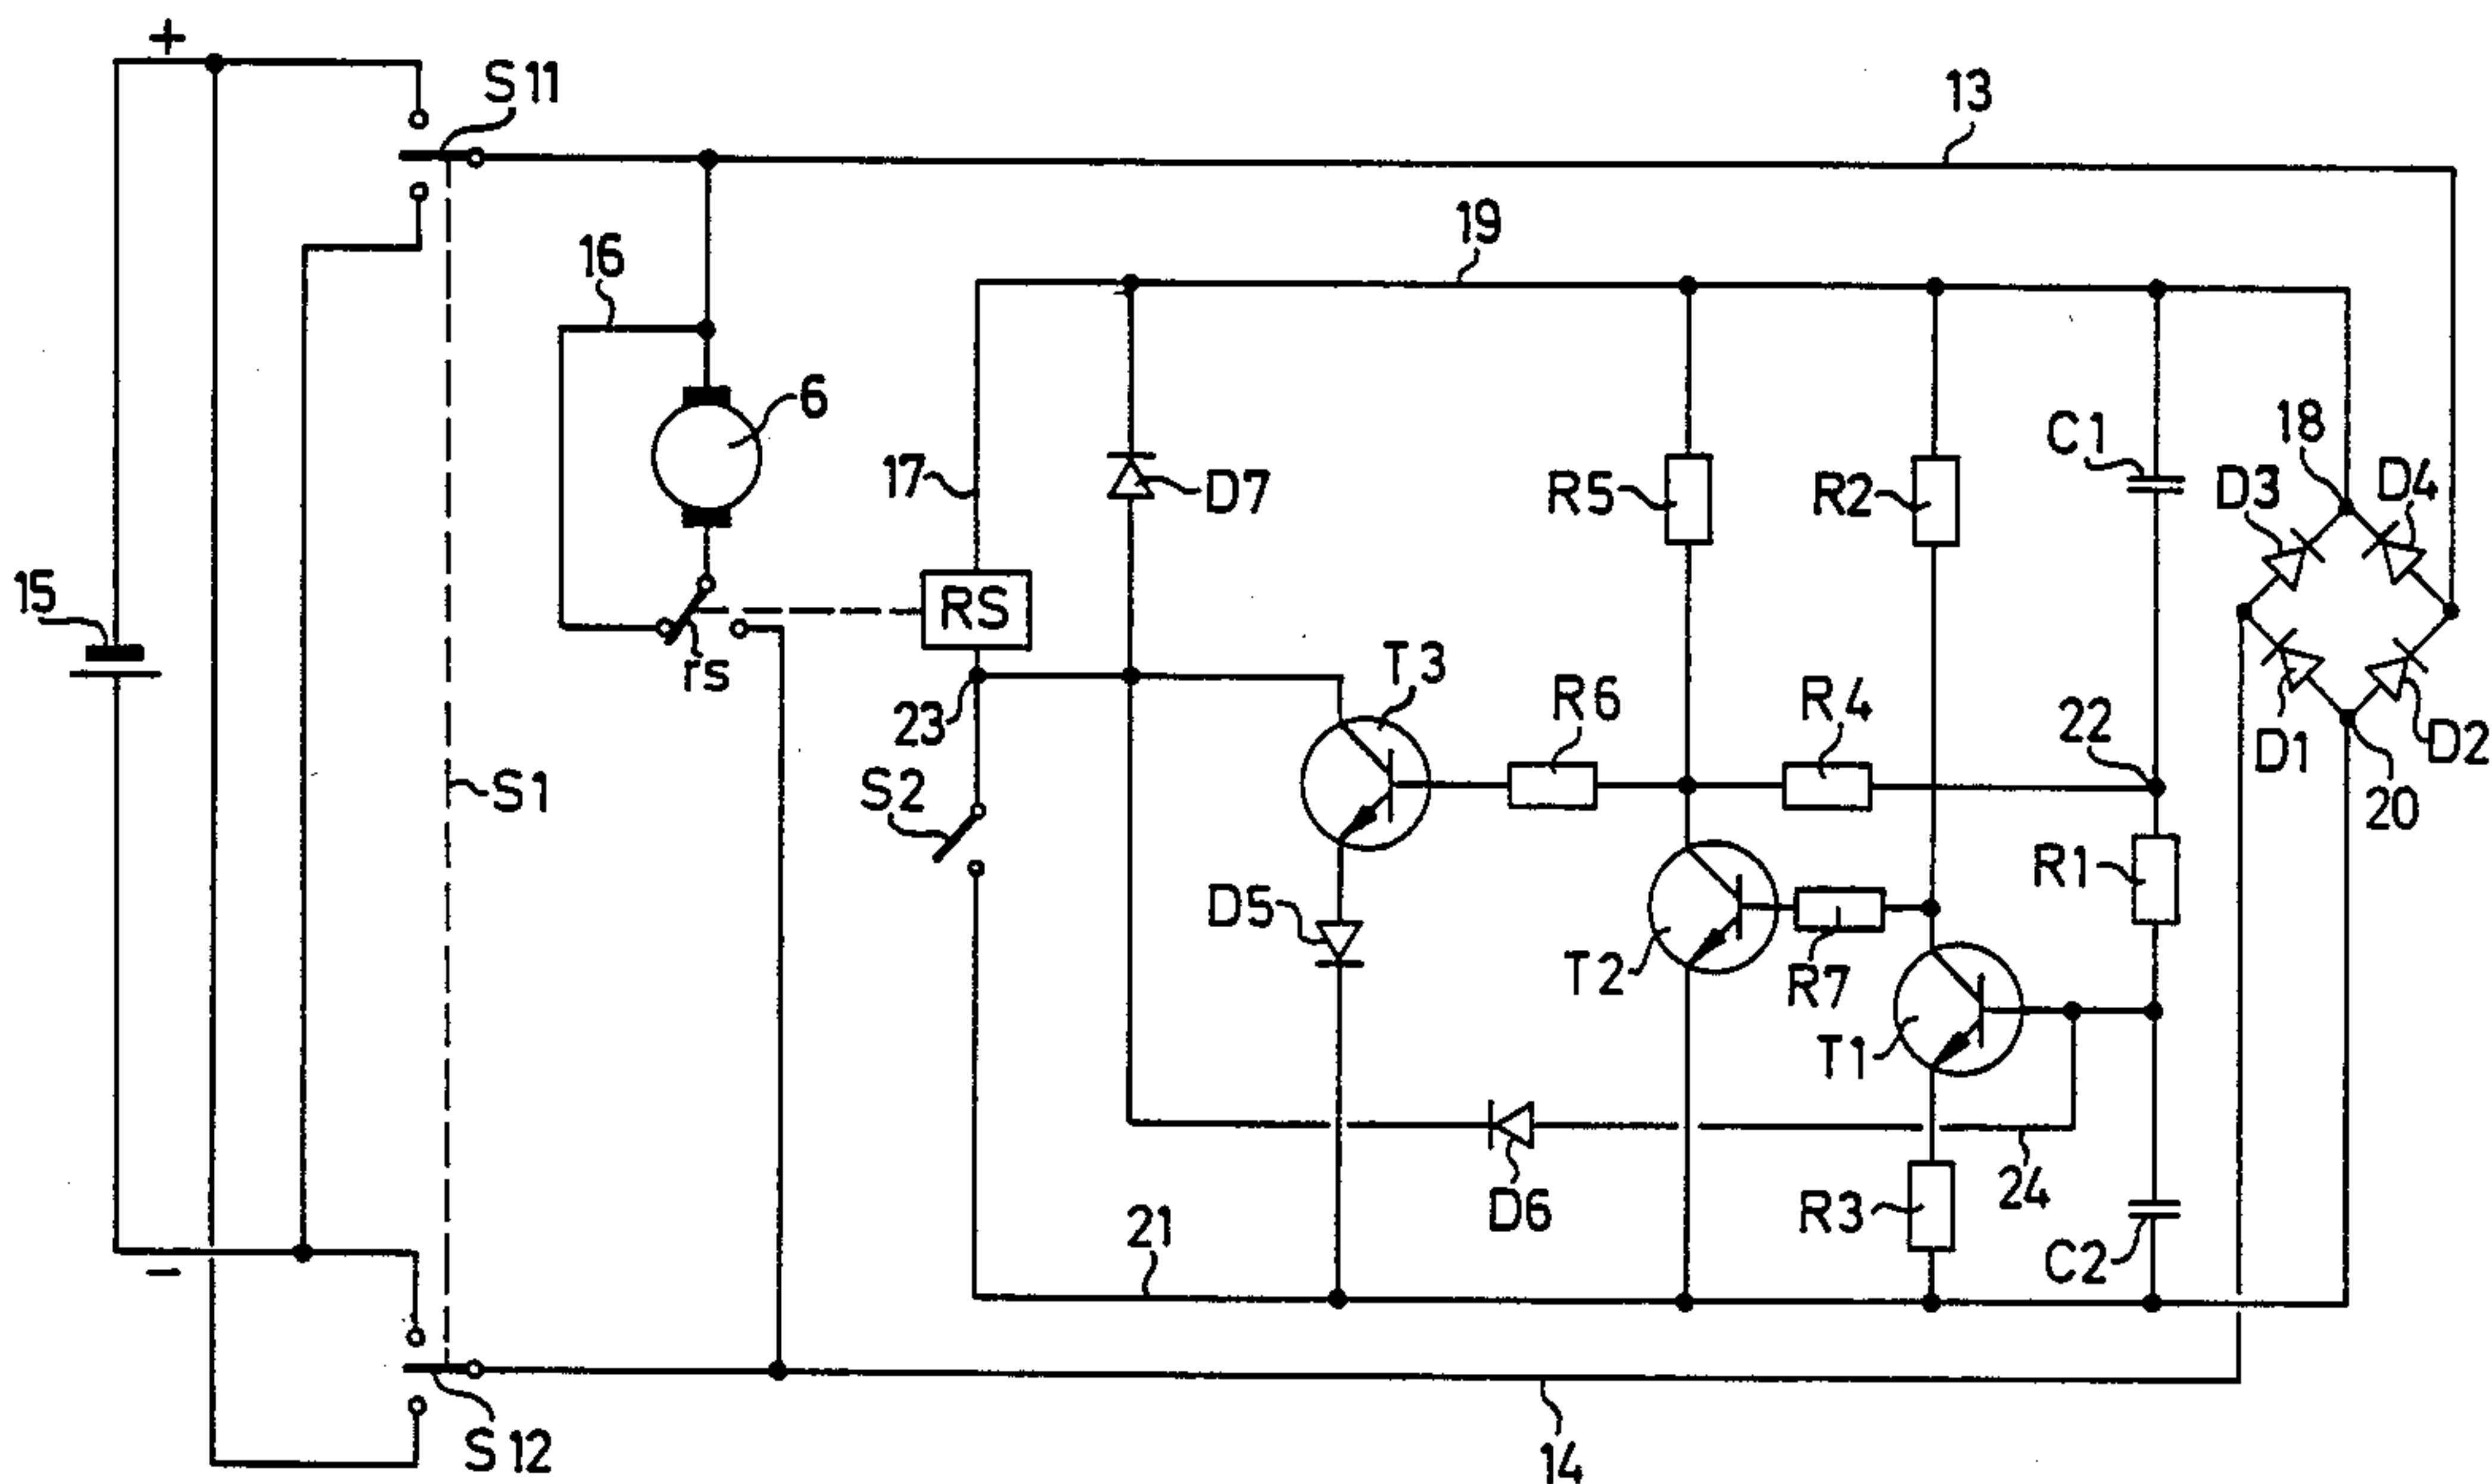 +
S11
13
19
16
6
C1
18
17
D7
R5
R2
D3
D4
15
RS
rs
T3
R6
R4
22
23
D1
D2
S2
S1
20
R1
D5
T2
R7
T1
24
D6
R3
21
C2
−
S12
14